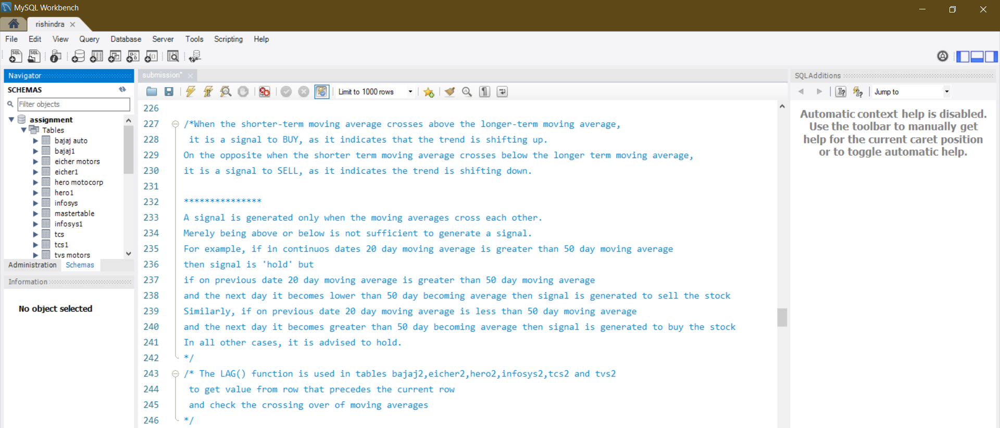 MySQL Workbench
rishindra
File Edit View Query Database Server Tools Scripting Help
Navigator
SCHEMAS
Filter objects
assignment
Tables
bajaj auto
bajaj1
eicher motors
eicher1
hero motocorp
hero1
infosys
mastertable
infosys1
tcs
tcs1
tvs motors
Administration Schemas
Information
No object selected
submission*
Limit to 1000 rows
226
227 /*When the shorter-term moving average crosses above the longer-term moving average,
228 it is a signal to BUY, as it indicates that the trend is shifting up.
229 On the opposite when the shorter term moving average crosses below the longer term moving average,
230 it is a signal to SELL, as it indicates the trend is shifting down.
231
232 ***************
233 A signal is generated only when the moving averages cross each other.
234 Merely being above or below is not sufficient to generate a signal.
235 For example, if in continuos dates 20 day moving average is greater than 50 day moving average
236 then signal is 'hold' but
237 if on previous date 20 day moving average is greater than 50 day moving average
238 and the next day it becomes lower than 50 day becoming average then signal is generated to sell the stock
239 Similarly, if on previous date 20 day moving average is less than 50 day moving average
240 and the next day it becomes greater than 50 day becoming average then signal is generated to buy the stock
241 In all other cases, it is advised to hold.
242 */
243 /* The LAG() function is used in tables bajaj2,eicher2,hero2,infosys2,tcs2 and tvs2
244 to get value from row that precedes the current row
245 and check the crossing over of moving averages
246 */
SQLAdditions
Jump to
Automatic context help is disabled.
Use the toolbar to manually get
help for the current caret position
or to toggle automatic help.